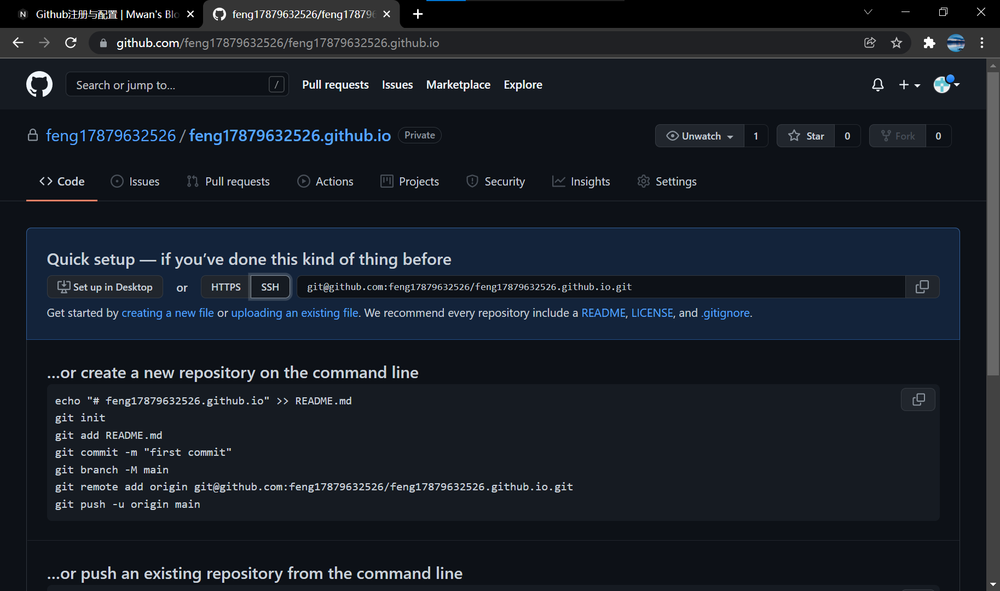 Github注册与配置 | Mwan's Blo
feng17879632526/feng17879
github.com/feng17879632526/feng17879632526.github.io
Search or jump to...
/
Pull requests
Issues
Marketplace
Explore
feng17879632526 / feng17879632526.github.io
Private
Unwatch
1
Star
0
Fork
0
Code
Issues
Pull requests
Actions
Projects
Security
Insights
Settings
Quick setup — if you’ve done this kind of thing before
Set up in Desktop
or
HTTPS
SSH
git@github.com:feng17879632526/feng17879632526.github.io.git
Get started by creating a new file or uploading an existing file. We recommend every repository include a README, LICENSE, and .gitignore.
…or create a new repository on the command line
echo "# feng17879632526.github.io" >> README.md
git init
git add README.md
git commit -m "first commit"
git branch -M main
git remote add origin git@github.com:feng17879632526/feng17879632526.github.io.git
git push -u origin main
…or push an existing repository from the command line